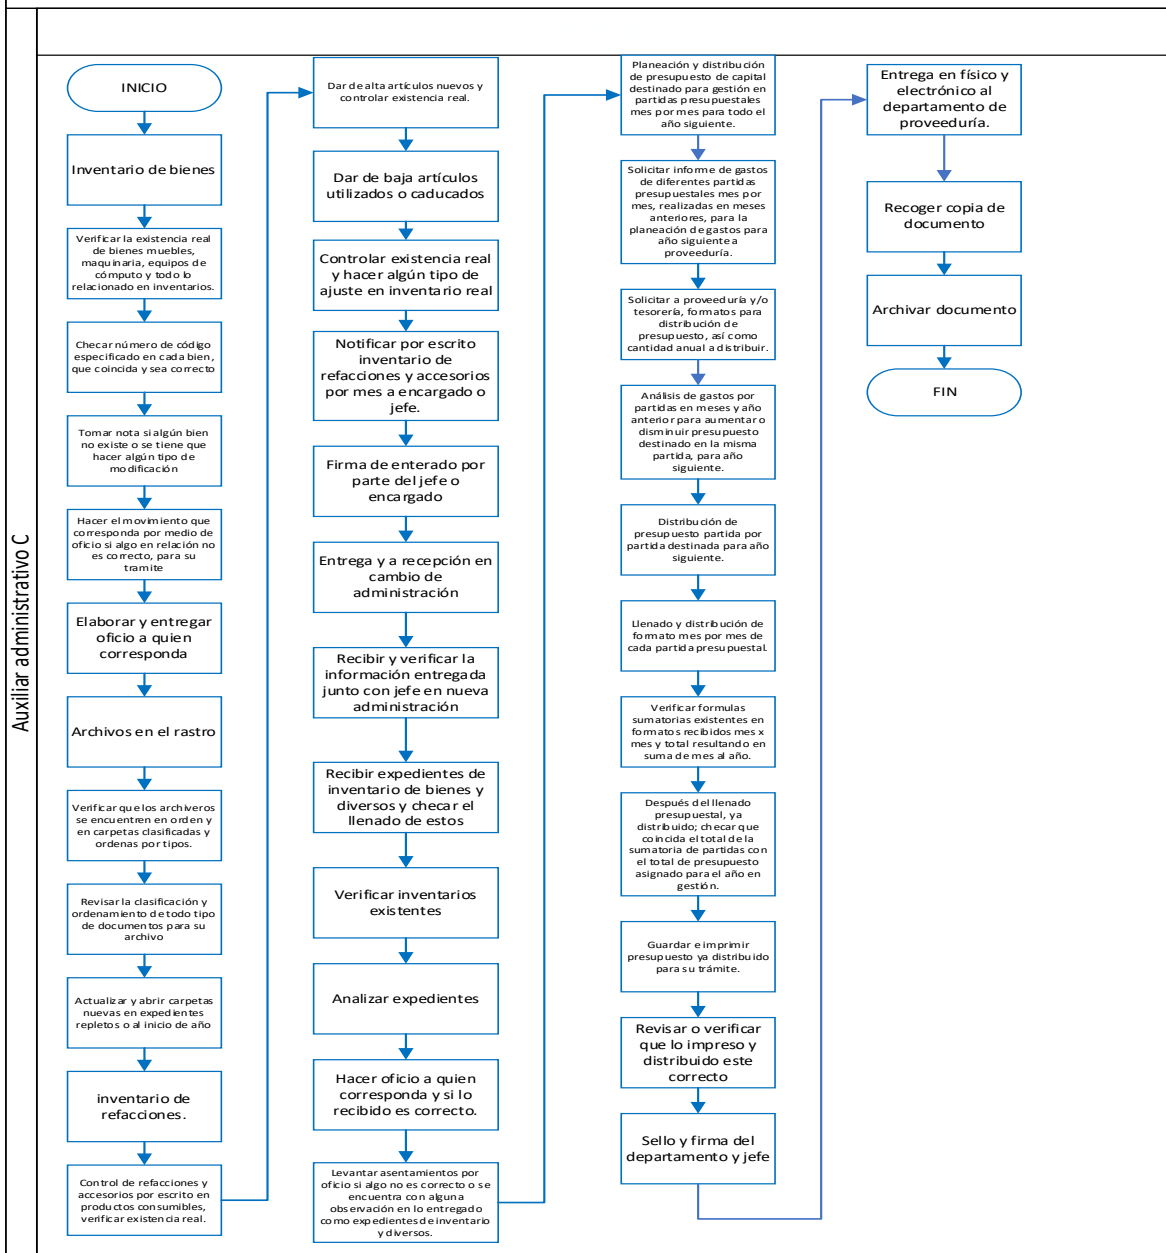 Auxiliar administrativo C
INICIO
Inventario de bienes
Verificar la existencia real
de bienes muebles,
maquinaria, equipos de
cómputo y todo lo
relacionado en inventarios.
Checar número de código
especificado en cada bien,
que coincida y sea correcto
Tomar nota si algún bien
no existe o se tiene que
hacer algún tipo de
modificación
Hacer el movimiento que
corresponda por medio de
oficio si algo en relación no
es correcto, para su
tramite
Elaborar y entregar
oficio a quien
corresponda
Archivos en el rastro
Verificar que los archiveros
se encuentren en orden y
en carpetas clasificadas y
ordenas por tipos.
Revisar la clasificación y
ordenamiento de todo tipo
de documentos para su
archivo
Actualizar y abrir carpetas
nuevas en expedientes
repletos o al inicio de año
inventario de
refacciones.
Control de refacciones y
accesorios por escrito en
productos consumibles,
verificar existencia real.
Dar de alta artículos nuevos y
controlar existencia real.
Dar de baja artículos
utilizados o caducados
Controlar existencia real
y hacer algún tipo de
ajuste en inventario real
Notificar por escrito
inventario de
refacciones y accesorios
por mes a encargado o
jefe.
Firma de enterado por
parte del jefe o
encargado
Entrega y a recepción en
cambio de
administración
Recibir y verificar la
información entregada
junto con jefe en nueva
administración
Recibir expedientes de
inventario de bienes y
diversos y checar el
llenado de estos
Verificar inventarios
existentes
Analizar expedientes
Hacer oficio a quien
corresponda y si lo
recibido es correcto.
Levantar asentamientos por
oficio si algo no es correcto o se
encuentra con alguna
observación en lo entregado
como expedientes de inventario
y diversos.
Planeación y distribución
de presupuesto de capital
destinado para gestión en
partidas presupuestales
mes por mes para todo el
año siguiente.
Solicitar informe de gastos
de diferentes partidas
presupuestales mes por
mes, realizadas en meses
anteriores, para la
planeación de gastos para
año siguiente a
proveeduría.
Solicitar a proveeduría y/o
tesorería, formatos para
distribución de
presupuesto, así como
cantidad anual a distribuir.
Análisis de gastos por
partidas en meses y año
anterior para aumentar o
disminuir presupuesto
destinado en la misma
partida, para año
siguiente.
Distribución de
presupuesto partida por
partida destinada para año
siguiente.
Llenado y distribución de
formato mes por mes de
cada partida presupuestal.
Verificar formulas
sumatorias existentes en
formatos recibidos mes x
mes y total resultando en
suma de mes al año.
Después del llenado
presupuestal, ya
distribuido; checar que
coincida el total de la
sumatoria de partidas con
el total de presupuesto
asignado para el año en
gestión.
Guardar e imprimir
presupuesto ya distribuido
para su trámite.
Revisar o verificar
que lo impreso y
distribuido este
correcto
Sello y firma del
departamento y jefe
Entrega en físico y
electrónico al
departamento de
proveeduría.
Recoger copia de
documento
Archivar documento
FIN